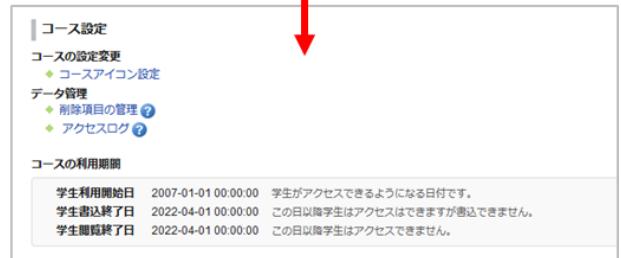 コース設定
コースの設定変更
コースアイコン設定
データ管理
削除項目の管理 ?
アクセスログ ?
コースの利用期間
学生利用開始日 2007-01-01 00:00:00 学生がアクセスできるようになる日付です。
学生書込終了日 2022-04-01 00:00:00 この日以降学生はアクセスはできますが書込できません。
学生閲覧終了日 2022-04-01 00:00:00 この日以降学生はアクセスできません。